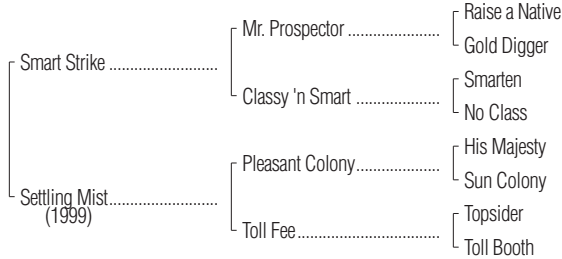 Raise a Native
Mr. Prospector ....................
Gold Digger
Smart Strike ........................
Smarten
Classy 'n Smart ..................
No Class
His Majesty
Pleasant Colony..................
Sun Colony
Settling Mist........................
(1999)
Topsider
Toll Fee...............................
Toll Booth